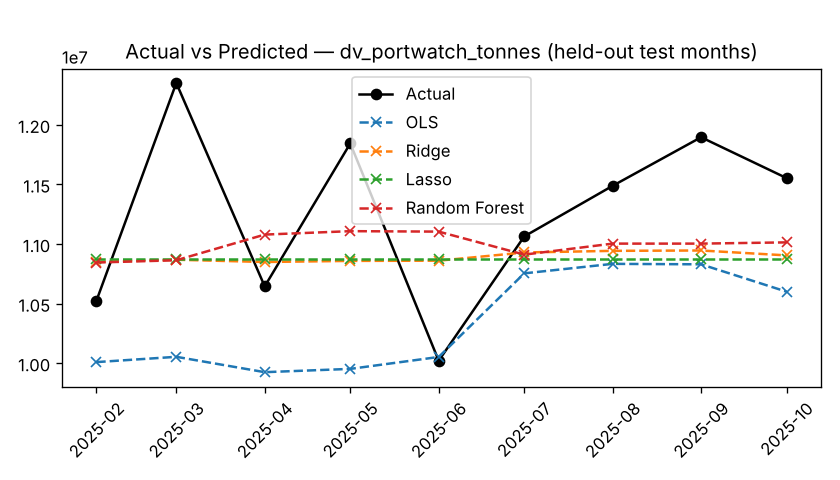 Actual vs Predicted — dv_portwatch_tonnes (held-out test months)
1e7
1.20
1.15
1.10
1.05
1.00
Actual
OLS
Ridge
Lasso
Random Forest
2025-02
2025-03
2025-04
2025-05
2025-06
2025-07
2025-08
2025-09
2025-10